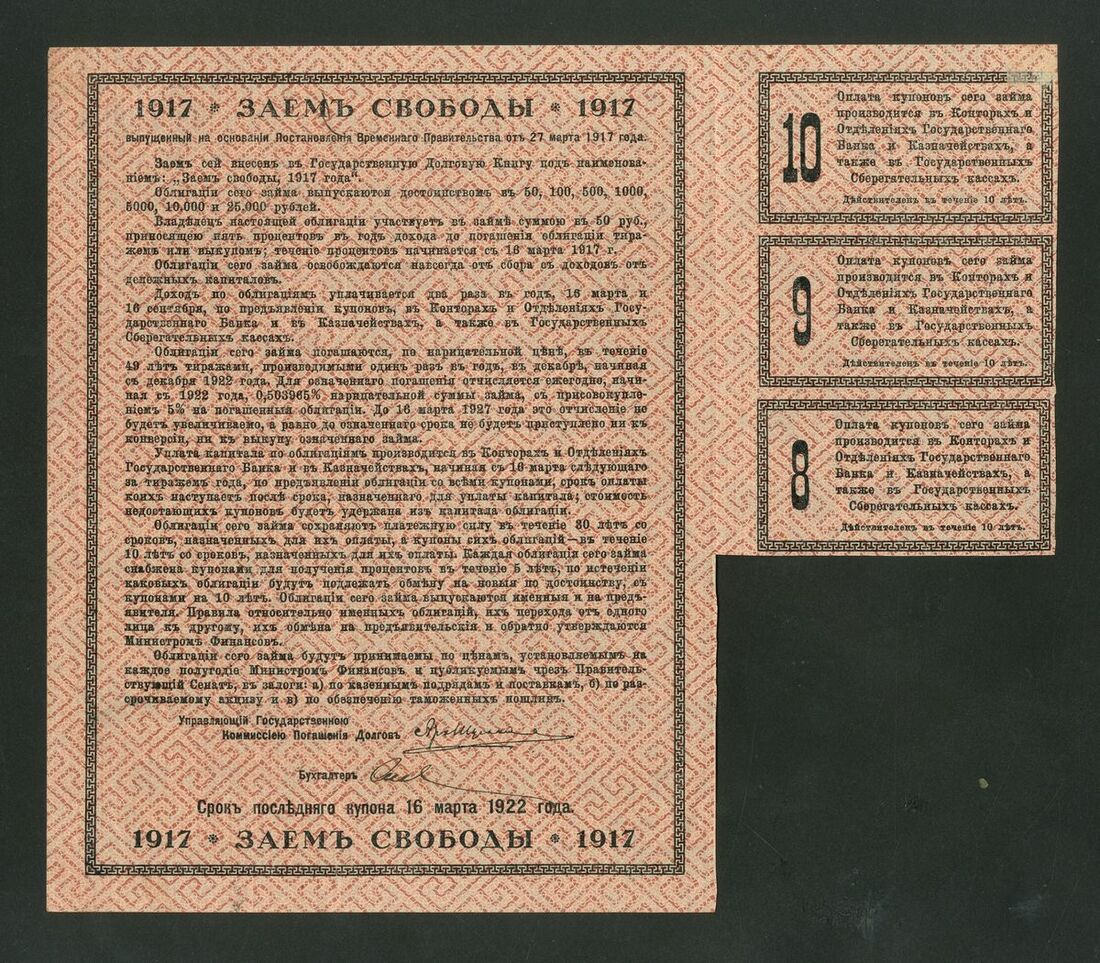 1917 * ЗАЕМЪ СВОБОДЫ * 1917
выпущенный на основаніи Постановленія Временнаго Правительства отъ 27 марта 1917 года.
Заемъ сей внесенъ въ Государственную Долговую Книгу подъ наименова-
ніемъ: „Заемъ свободы, 1917 года“.
Облигаціи сего займа выпускаются достоинствомъ въ 50, 100, 500, 1000,
5000, 10.000 и 25.000 рублей.
Владѣлецъ настоящей облигаціи участвуетъ въ займѣ суммою въ 50 руб.,
приносящею пять процентовъ въ годъ дохода до погашенія облигаціи тира-
жемъ или выкупомъ; теченіе процентовъ начинается съ 16 марта 1917 г.
Облигаціи сего займа освобождаются навсегда отъ сбора съ доходовъ отъ
денежныхъ капиталовъ.
Доходъ по облигаціямъ уплачивается два раза въ годъ, 16 марта и
16 сентября, по предъявленіи купоновъ, въ Конторахъ и Отдѣленіяхъ Госу-
дарственнаго Банка и въ Казначействахъ, а также въ Государственныхъ
Сберегательныхъ кассахъ.
Облигаціи сего займа погашаются, по нарицательной цѣнѣ, въ теченіе
49 лѣтъ тиражами, производимыми одинъ разъ въ годъ, въ декабрѣ, начиная
съ декабря 1922 года. Для означеннаго погашенія отчисляется ежегодно, начи-
ная съ 1922 года, 0,503965% нарицательной суммы займа, съ присовокупле-
ніемъ 5% на погашенныя облигаціи. До 16 марта 1927 года это отчисленіе не
будетъ увеличиваемо, а равно до означеннаго срока не будетъ приступлено ни къ
конверсіи, ни къ выкупу означеннаго займа.
Уплата капитала по облигаціямъ производится въ Конторахъ и Отдѣленіяхъ
Государственнаго Банка и въ Казначействахъ, начиная съ 16 марта слѣдующаго
за тиражемъ года, по предъявленіи облигаціи со всѣми купонами, срокъ оплаты
коихъ наступаетъ послѣ срока, назначеннаго для уплаты капитала; стоимость
недостающихъ купоновъ будетъ удержана изъ капитала облигаціи.
Облигаціи сего займа сохраняютъ платежную силу въ теченіе 30 лѣтъ со
сроковъ, назначенныхъ для ихъ оплаты, а купоны сихъ облигацій—въ теченіе
10 лѣтъ со сроковъ, назначенныхъ для ихъ оплаты. Каждая облигація сего займа
снабжена купонами для полученія процентовъ въ теченіе 5 лѣтъ, по истеченіи
каковыхъ облигаціи будутъ подлежать обмѣну на новыя по достоинству, съ
купонами на 10 лѣтъ. Облигаціи сего займа выпускаются именныя и на предъ-
явителя. Правила относительно именныхъ облигацій, ихъ перехода отъ одного
лица къ другому, ихъ обмѣна на предъявительскія и обратно утверждаются
Министромъ Финансовъ.
Облигаціи сего займа будутъ принимаемы по цѣнамъ, установляемымъ на
каждое полугодіе Министромъ Финансовъ и публикуемымъ чрезъ Правитель-
ствующій Сенатъ, въ залоги: а) по казеннымъ подрядамъ и поставкамъ, б) по раз-
срочиваемому акцизу и в) по обезпеченію таможенныхъ пошлинъ.
Управляющій Государственною
Коммиссіею Погашенія Долговъ
Бухгалтеръ
Срокъ послѣдняго купона 16 марта 1922 года.
1917 * ЗАЕМЪ СВОБОДЫ * 1917
10
Оплата купоновъ сего займа
производится въ Конторахъ и
Отдѣленіяхъ Государственнаго
Банка и Казначействахъ, а
также въ Государственныхъ
Сберегательныхъ кассахъ.
Дѣйствителенъ въ теченіе 10 лѣтъ.
9
Оплата купоновъ сего займа
производится въ Конторахъ и
Отдѣленіяхъ Государственнаго
Банка и Казначействахъ, а
также въ Государственныхъ
Сберегательныхъ кассахъ.
Дѣйствителенъ въ теченіе 10 лѣтъ.
8
Оплата купоновъ сего займа
производится въ Конторахъ и
Отдѣленіяхъ Государственнаго
Банка и Казначействахъ, а
также въ Государственныхъ
Сберегательныхъ кассахъ.
Дѣйствителенъ въ теченіе 10 лѣтъ.